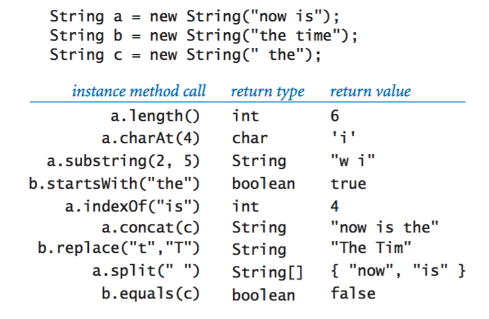 String a = new String("now is");
String b = new String("the time");
String c = new String(" the");
instance method call return type return value
a.length() int 6
a.charAt(4) char 'i'
a.substring(2, 5) String "w i"
b.startsWith("the") boolean true
a.indexOf("is") int 4
a.concat(c) String "now is the"
b.replace("t","T") String "The Tim"
a.split(" ") String[] { "now", "is" }
b.equals(c) boolean false